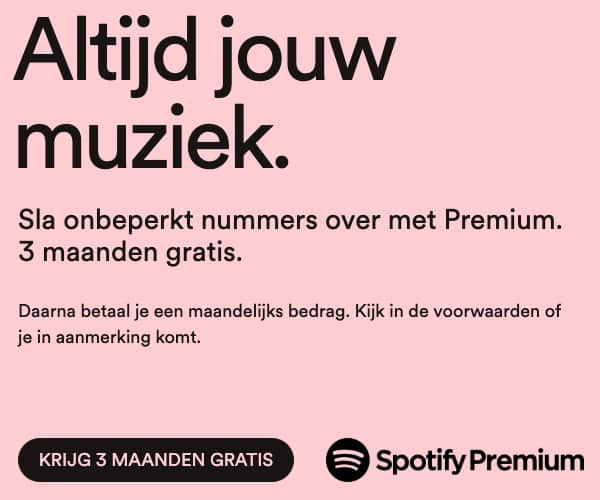 Altijd jouw
muziek.
Sla onbeperkt nummers over met Premium.
3 maanden gratis.
Daarna betaal je een maandelijks bedrag. Kijk in de voorwaarden of
je in aanmerking komt.
KRIJG 3 MAANDEN GRATIS
Spotify Premium